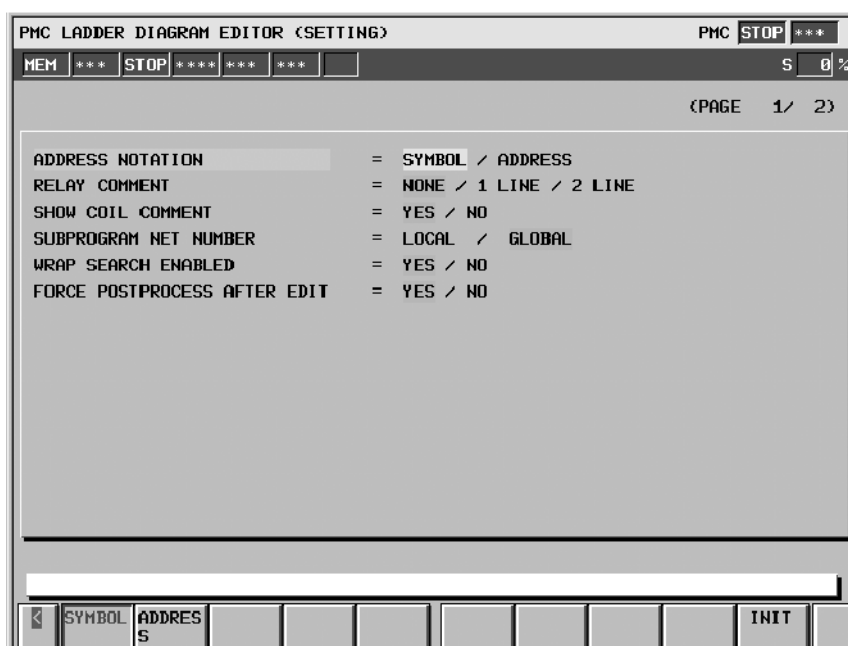 PMC LADDER DIAGRAM EDITOR (SETTING) PMC STOP ***
MEM *** STOP **** *** *** S 0 %
(PAGE 1/ 2)
ADDRESS NOTATION = SYMBOL / ADDRESS
RELAY COMMENT = NONE / 1 LINE / 2 LINE
SHOW COIL COMMENT = YES / NO
SUBPROGRAM NET NUMBER = LOCAL / GLOBAL
WRAP SEARCH ENABLED = YES / NO
FORCE POSTPROCESS AFTER EDIT = YES / NO
< SYMBOL ADDRES INIT
S